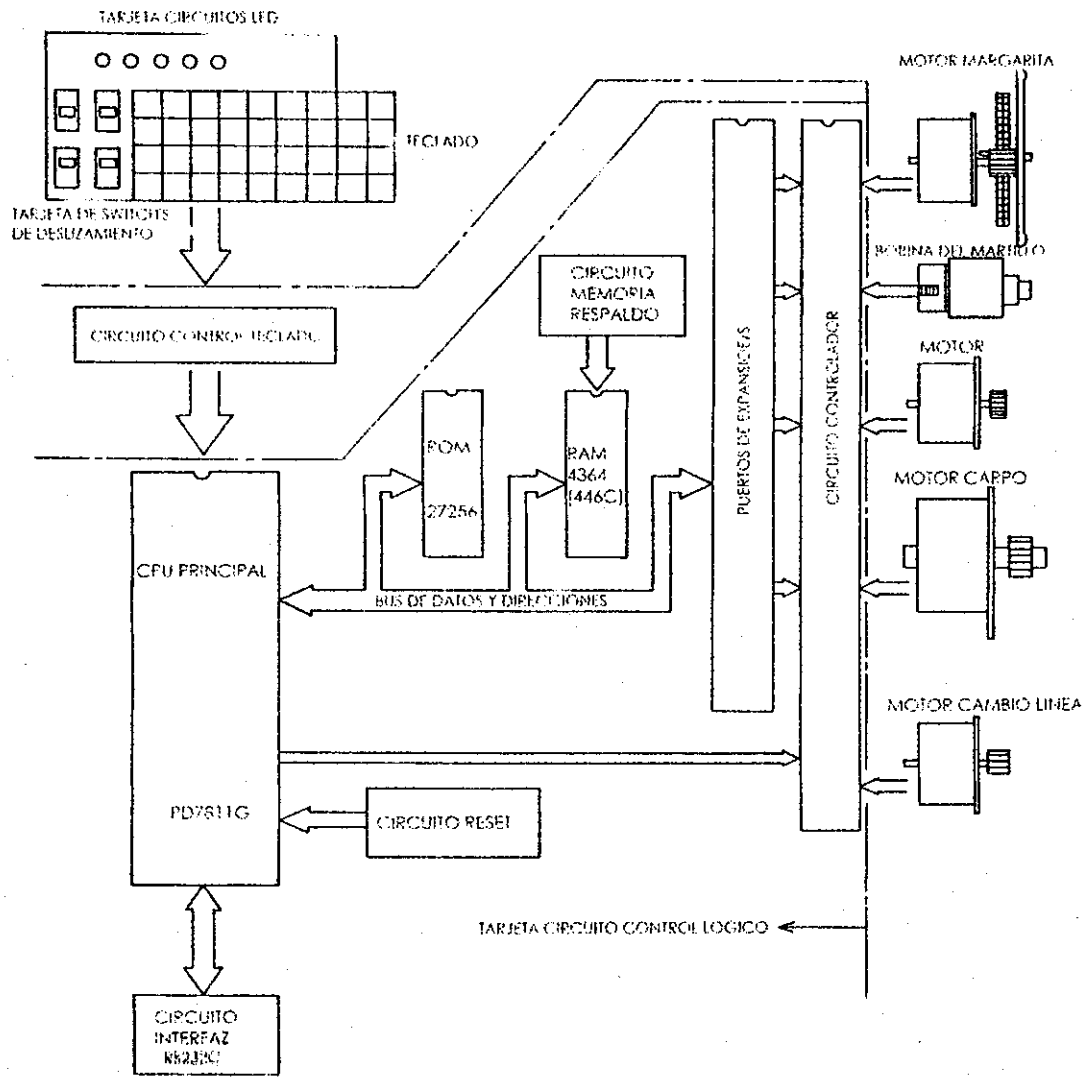 TARJETA CIRCUITOS LED
MOTOR MARGARITA
TECLADO
TARJETA DE SWITCHS
DE DESLIZAMIENTO
BOBINA DEL MARTILLO
CIRCUITO
MEMORIA
RESPALDO
CIRCUITO CONTROL TECLADO
MOTOR
ROM
27256
RAM
4364
(446C)
PUERTOS DE EXPANSION
CIRCUITO CONTROLADOR
MOTOR CARRO
CPU PRINCIPAL
BUS DE DATOS Y DIRECCIONES
MOTOR CAMBIO LINEA
PD7811G
CIRCUITO RESET
TARJETA CIRCUITO CONTROL LOGICO
CIRCUITO
INTERFAZ